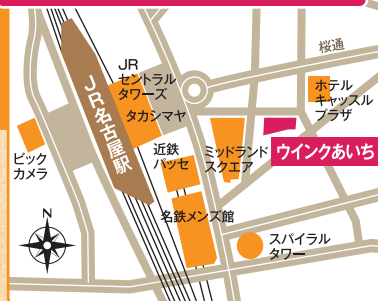 桜通
JR
セントラル
タワーズ
タカシマヤ
JR名古屋駅
ホテル
キャッスル
プラザ
ビック
カメラ
近鉄
パッセ
ミッドランド
スクエア
ウインクあいち
名鉄メンズ館
N
スパイラル
タワー